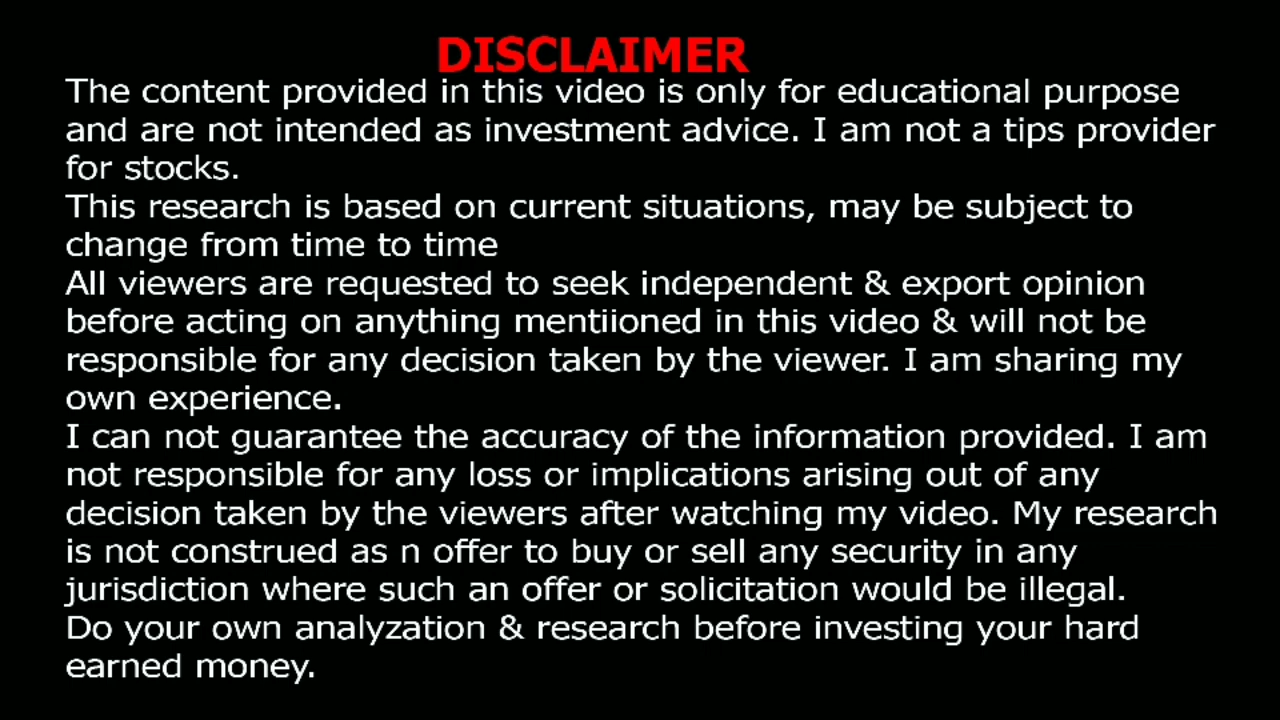 DISCLAIMER
The content provided in this video is only for educational purpose
and are not intended as investment advice. I am not a tips provider
for stocks.
This research is based on current situations, may be subject to
change from time to time
All viewers are requested to seek independent & export opinion
before acting on anything mentiioned in this video & will not be
responsible for any decision taken by the viewer. I am sharing my
own experience.
I can not guarantee the accuracy of the information provided. I am
not responsible for any loss or implications arising out of any
decision taken by the viewers after watching my video. My research
is not construed as n offer to buy or sell any security in any
jurisdiction where such an offer or solicitation would be illegal.
Do your own analyzation & research before investing your hard
earned money.